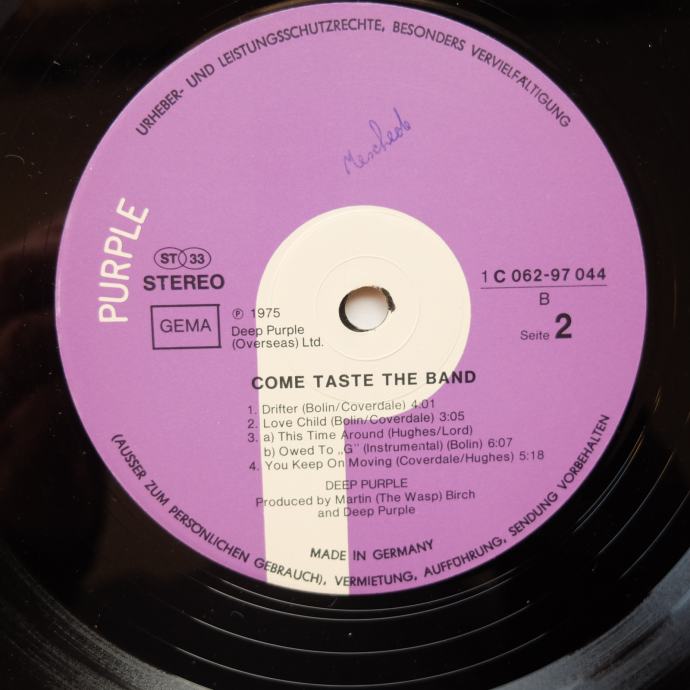 URHEBER- UND LEISTUNGSSCHUTZRECHTE, BESONDERS VERVIELFÄLTIGUNG
PURPLE
ST 33
STEREO
GEMA
℗ 1975
Deep Purple
(Overseas) Ltd.
1 C 062-97 044
B
Seite 2
COME TASTE THE BAND
1. Drifter (Bolin/Coverdale) 4:01
2. Love Child (Bolin/Coverdale) 3:05
3. a) This Time Around (Hughes/Lord)
b) Owed To „G" (Instrumental) (Bolin) 6:07
4. You Keep On Moving (Coverdale/Hughes) 5:18
DEEP PURPLE
Produced by Martin (The Wasp) Birch
and Deep Purple
MADE IN GERMANY
(AUSSER ZUM PERSÖNLICHEN GEBRAUCH), VERMIETUNG, AUFFÜHRUNG, SENDUNG VORBEHALTEN